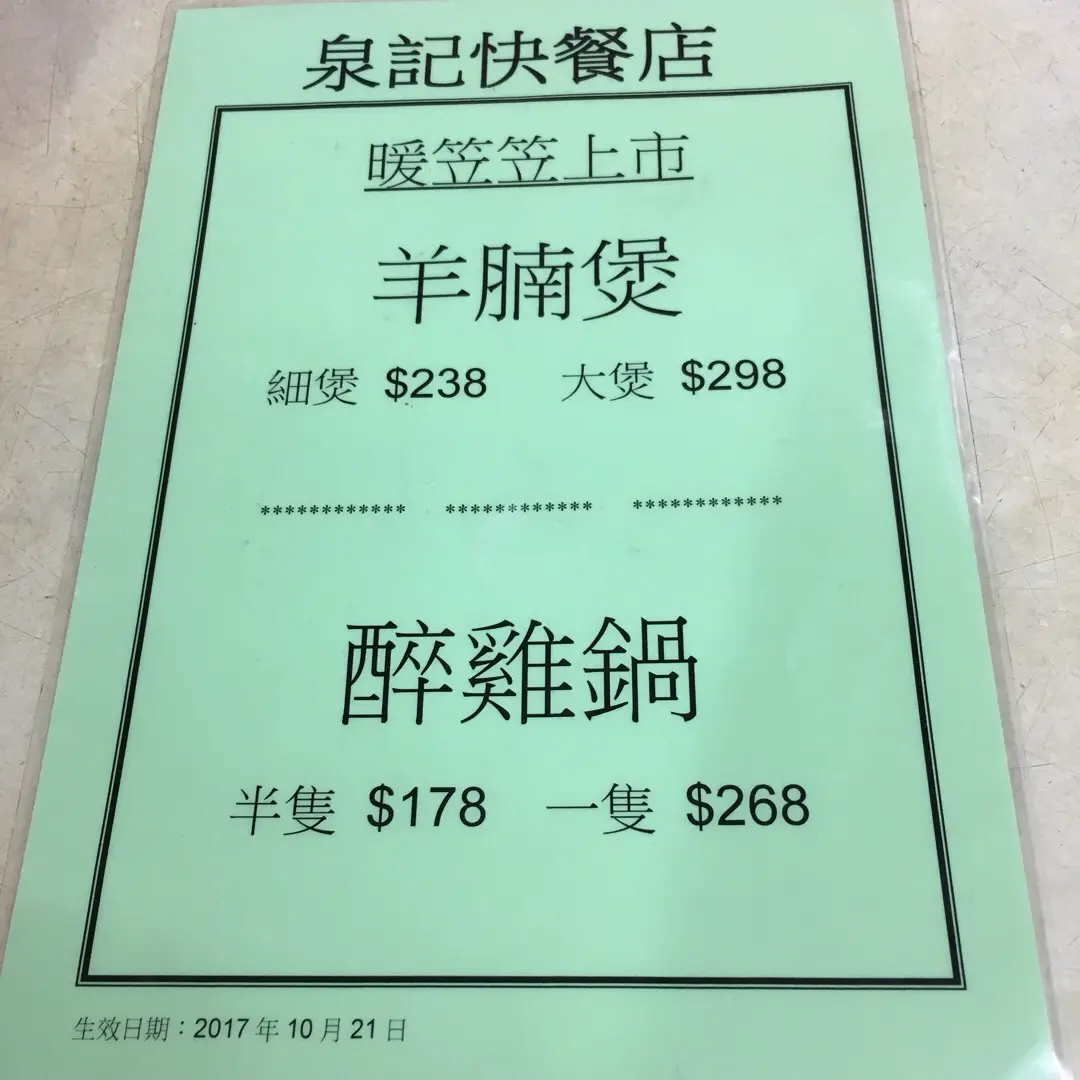 泉記快餐店
暖笠笠上市
羊腩煲
細煲 $238 大煲 $298
************ ************ ************
醉雞鍋
半隻 $178 一隻 $268
生效日期：2017 年 10 月 21 日